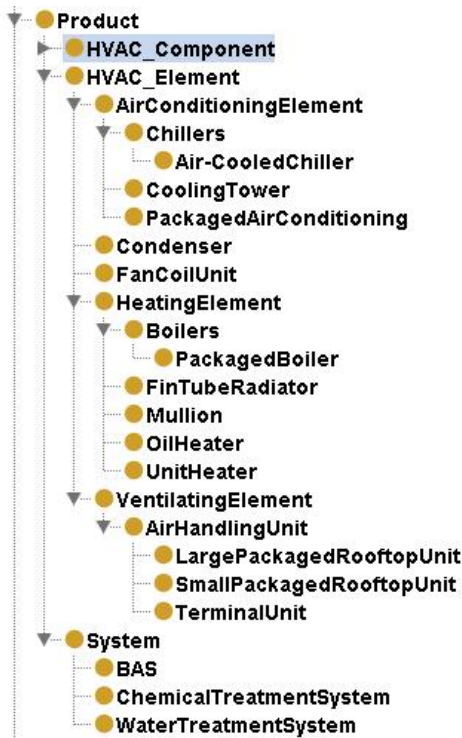 Product
HVAC_Component
HVAC_Element
AirConditioningElement
Chillers
Air-CooledChiller
CoolingTower
PackagedAirConditioning
Condenser
FanCoilUnit
HeatingElement
Boilers
PackagedBoiler
FinTubeRadiator
Mullion
OilHeater
UnitHeater
VentilatingElement
AirHandlingUnit
LargePackagedRooftopUnit
SmallPackagedRooftopUnit
TerminalUnit
System
BAS
ChemicalTreatmentSystem
WaterTreatmentSystem